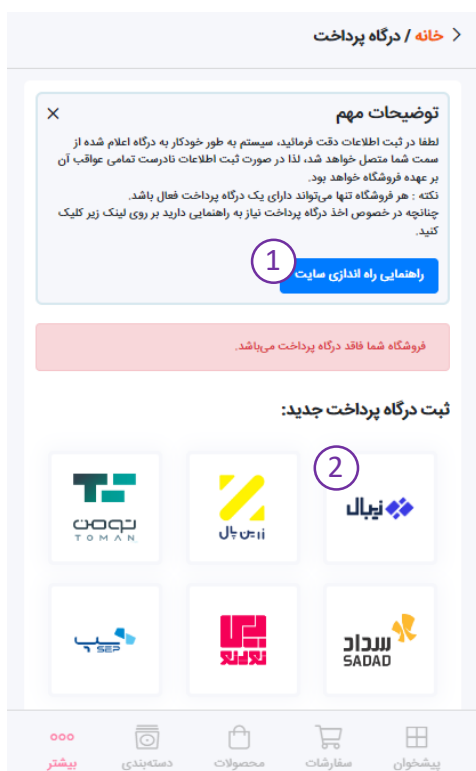 خانه / درگاه پرداخت
توضیحات مهم
لطفا در ثبت اطلاعات دقت فرمائید، سیستم به طور خودکار به درگاه اعلام شده از
سمت شما متصل خواهد شد، لذا در صورت ثبت اطلاعات نادرست تمامی عواقب آن
بر عهده فروشگاه خواهد بود.
نکته : هر فروشگاه تنها می‌تواند دارای یک درگاه پرداخت فعال باشد.
چنانچه در خصوص اخذ درگاه پرداخت نیاز به راهنمایی دارید بر روی لینک زیر کلیک
کنید.
1
راهنمایی راه اندازی سایت
فروشگاه شما فاقد درگاه پرداخت می‌باشد.
ثبت درگاه پرداخت جدید:
2
زیبال
زرین پال
تومن
TOMAN
سداد
SADAD
نکست پی
سپ
SEP
پیشخوان
سفارشات
محصولات
دسته‌بندی
بیشتر